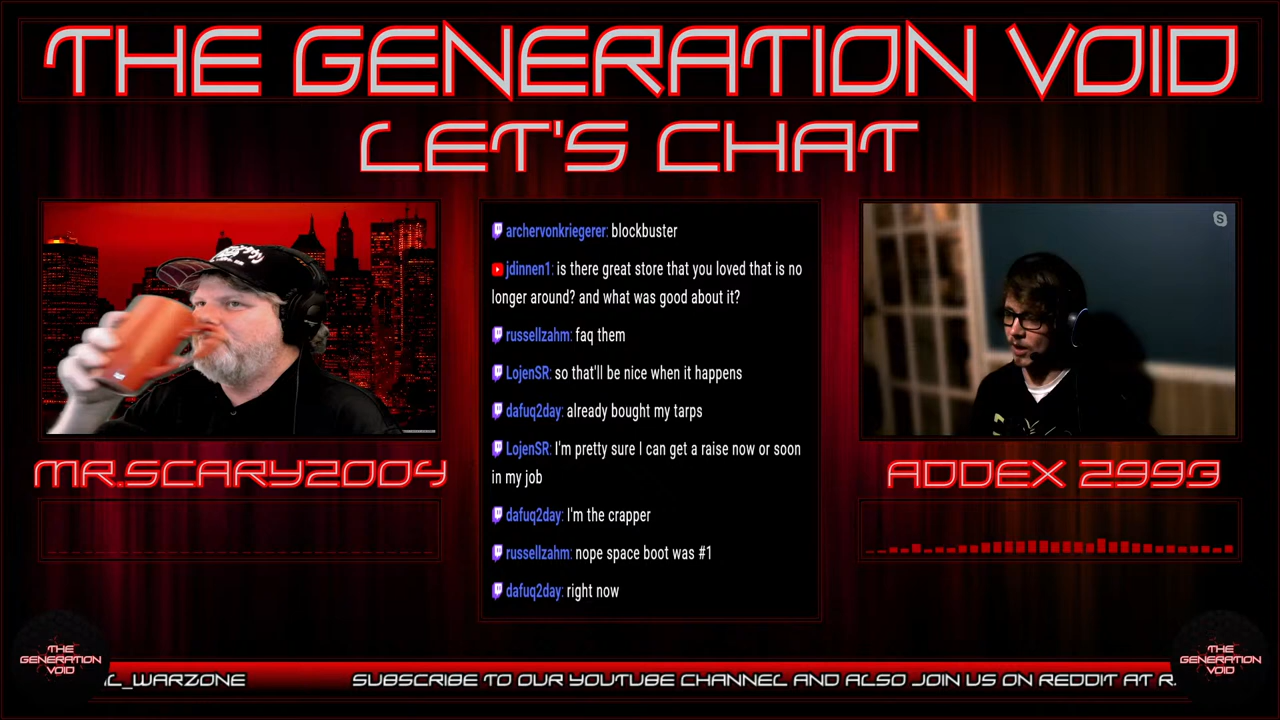 THE GENERATION VOID
LET'S CHAT
archervonkriegerer: blockbuster
jdinnen1: is there great store that you loved that is no
longer around? and what was good about it?
russellzahm: faq them
LojenSR: so that'll be nice when it happens
dafuq2day: already bought my tarps
LojenSR: I'm pretty sure I can get a raise now or soon
in my job
dafuq2day: I'm the crapper
russellzahm: nope space boot was #1
dafuq2day: right now
MR.SCARY2004
ADDEX 2993
THE
GENERATION
VOID
L_WARZONE SUBSCRIBE TO OUR YOUTUBE CHANNEL AND ALSO JOIN US ON REDDIT AT R
THE
GENERATION
VOID